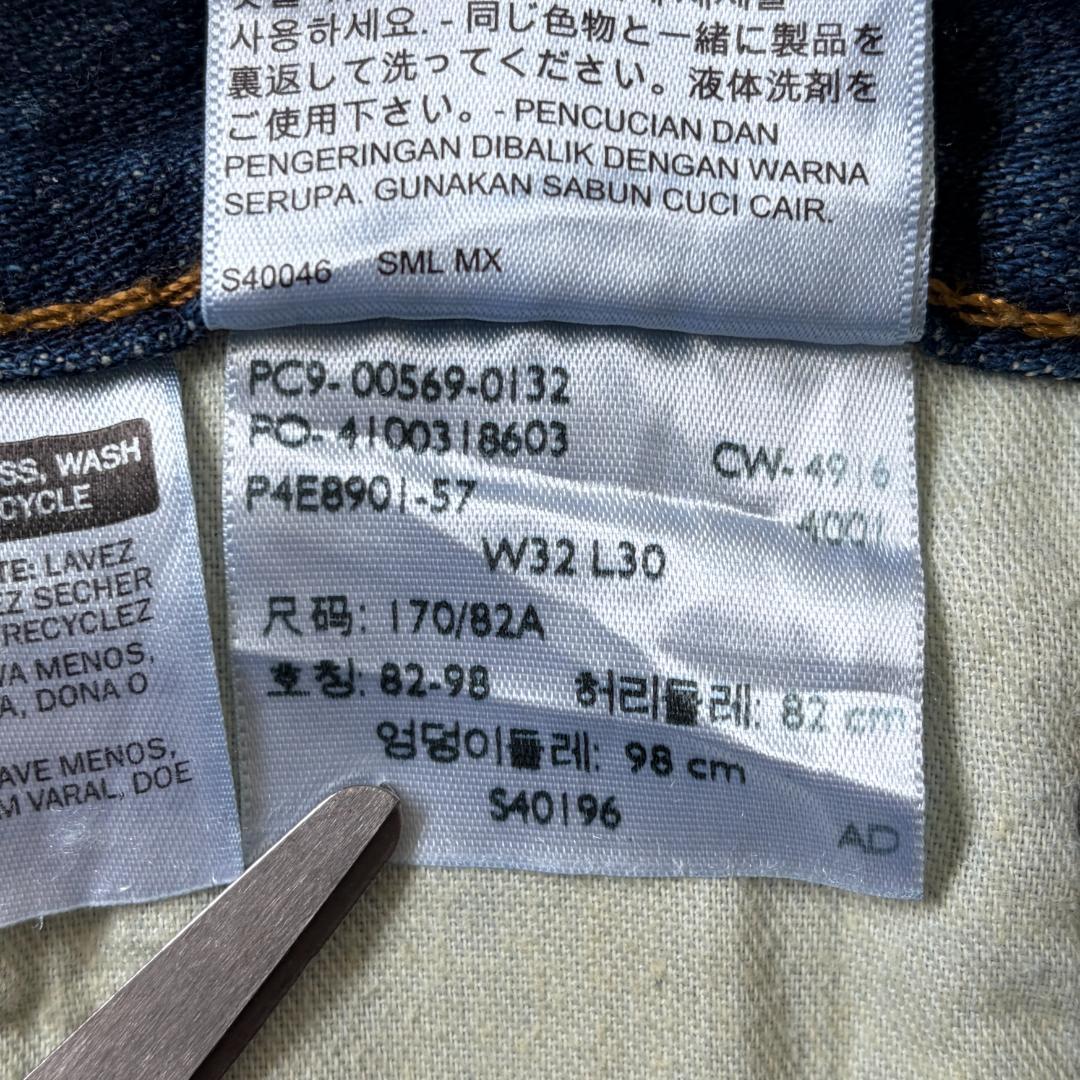 사용하세요. - 同じ色物と一緒に製品を
裏返して洗ってください。液体洗剤を
ご使用下さい。- PENCUCIAN DAN
PENGERINGAN DIBALIK DENGAN WARNA
SERUPA. GUNAKAN SABUN CUCI CAIR.
S40046 SML MX
PC9-00569-0132
PO-4100318603
CW-4916
P4E8901-57
4001
W32 L30
尺码: 170/82A
호칭: 82-98 허리둘레: 82 cm
엉덩이둘레: 98 cm
S40196
AD
SS, WASH
CYCLE
TE: LAVEZ
EZ SECHER
RECYCLEZ
VA MENOS,
A, DONA O
AVE MENOS,
M VARAL, DOE